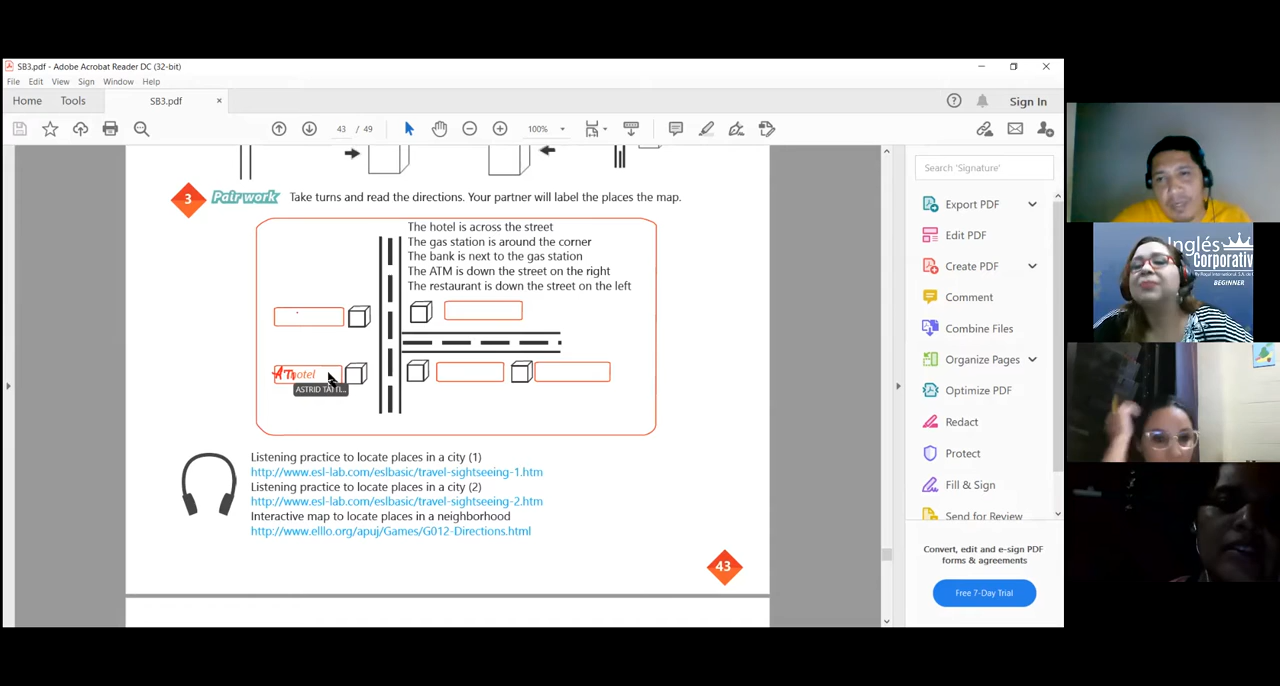 SB3.pdf - Adobe Acrobat Reader DC (32-bit)
File Edit View Sign Window Help
Home Tools SB3.pdf × Sign In
43 / 49 100%
3 Pair work Take turns and read the directions. Your partner will label the places the map.
The hotel is across the street
The gas station is around the corner
The bank is next to the gas station
The ATM is down the street on the right
The restaurant is down the street on the left
hotel
Listening practice to locate places in a city (1)
http://www.esl-lab.com/eslbasic/travel-sightseeing-1.htm
Listening practice to locate places in a city (2)
http://www.esl-lab.com/eslbasic/travel-sightseeing-2.htm
Interactive map to locate places in a neighborhood
http://www.elllo.org/apuj/Games/G012-Directions.html
43
Search 'Signature'
Export PDF
Edit PDF
Create PDF
Comment
Combine Files
Organize Pages
Optimize PDF
Redact
Protect
Fill & Sign
Send for Review
Convert, edit and e-sign PDF
forms & agreements
Free 7-Day Trial
Inglés
Corporativ
BEGINNER